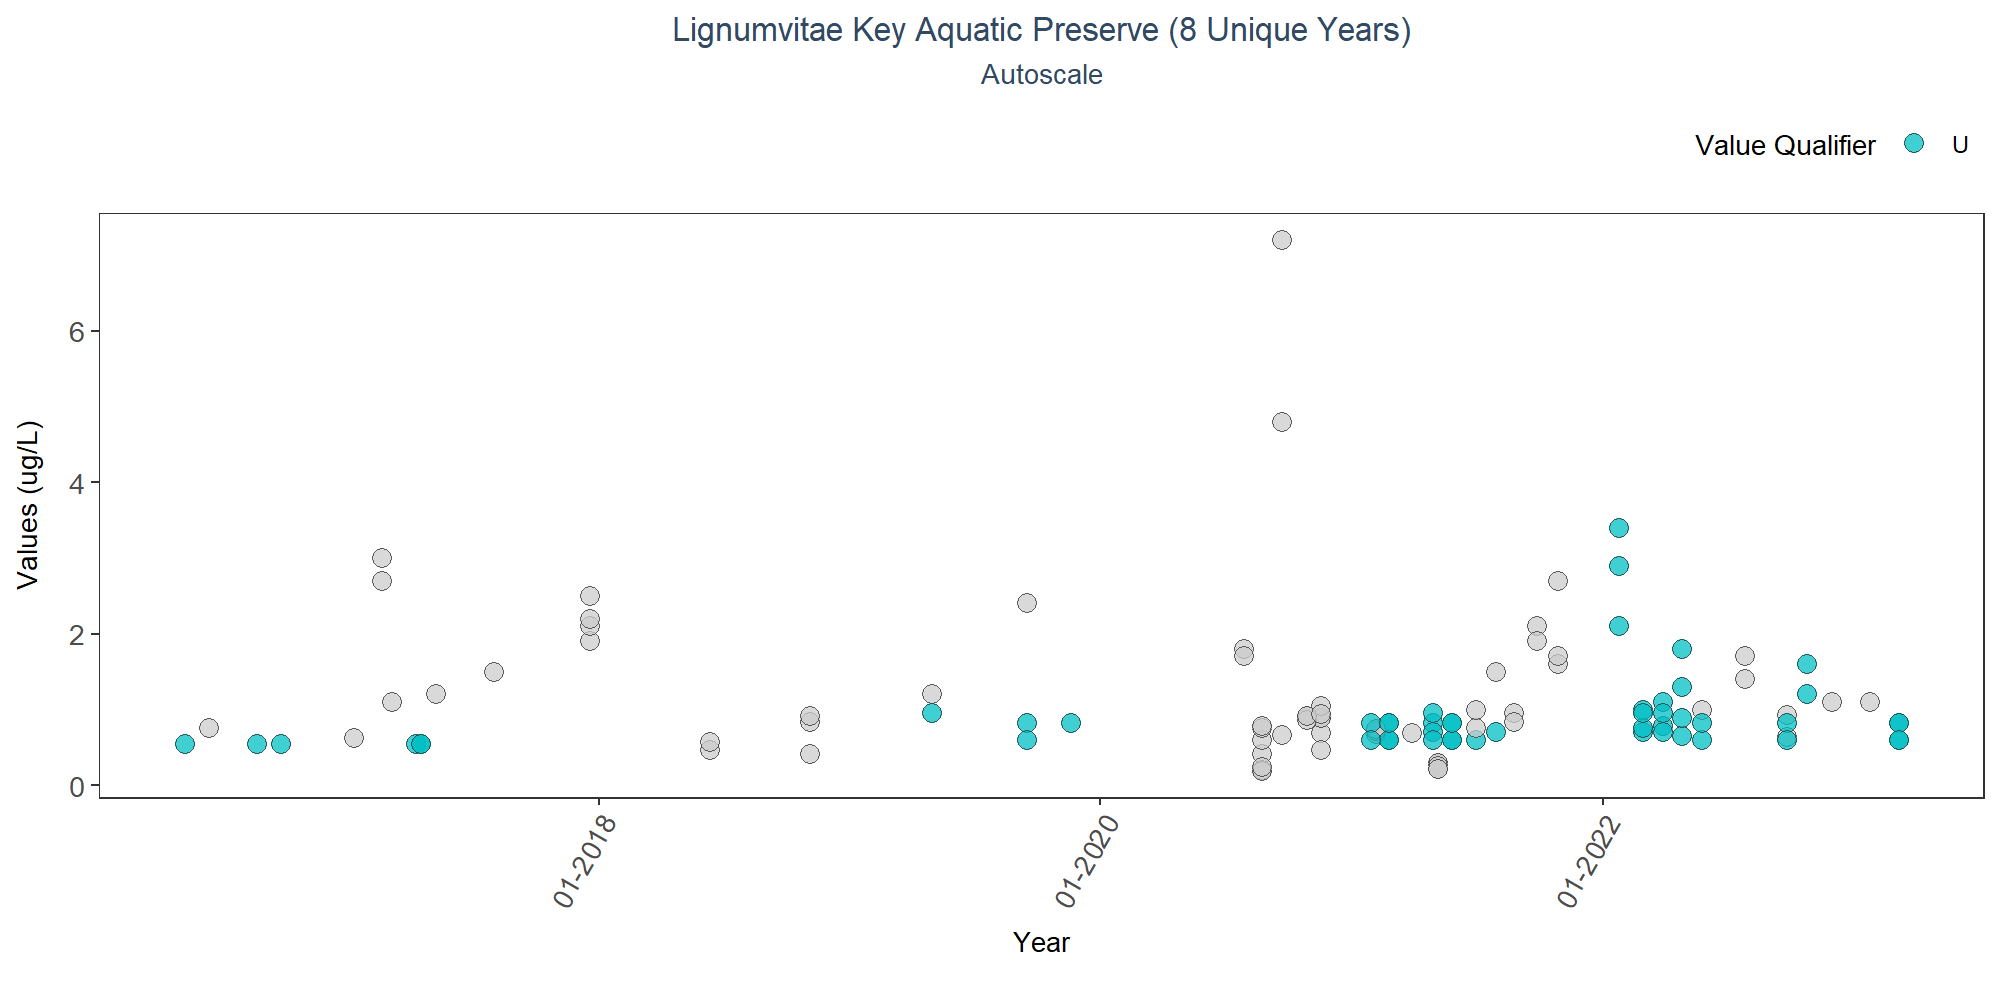 Lignumvitae Key Aquatic Preserve (8 Unique Years)
Autoscale
Value Qualifier U
Values (ug/L)
6
4
2
0
01-2018
01-2020
01-2022
Year